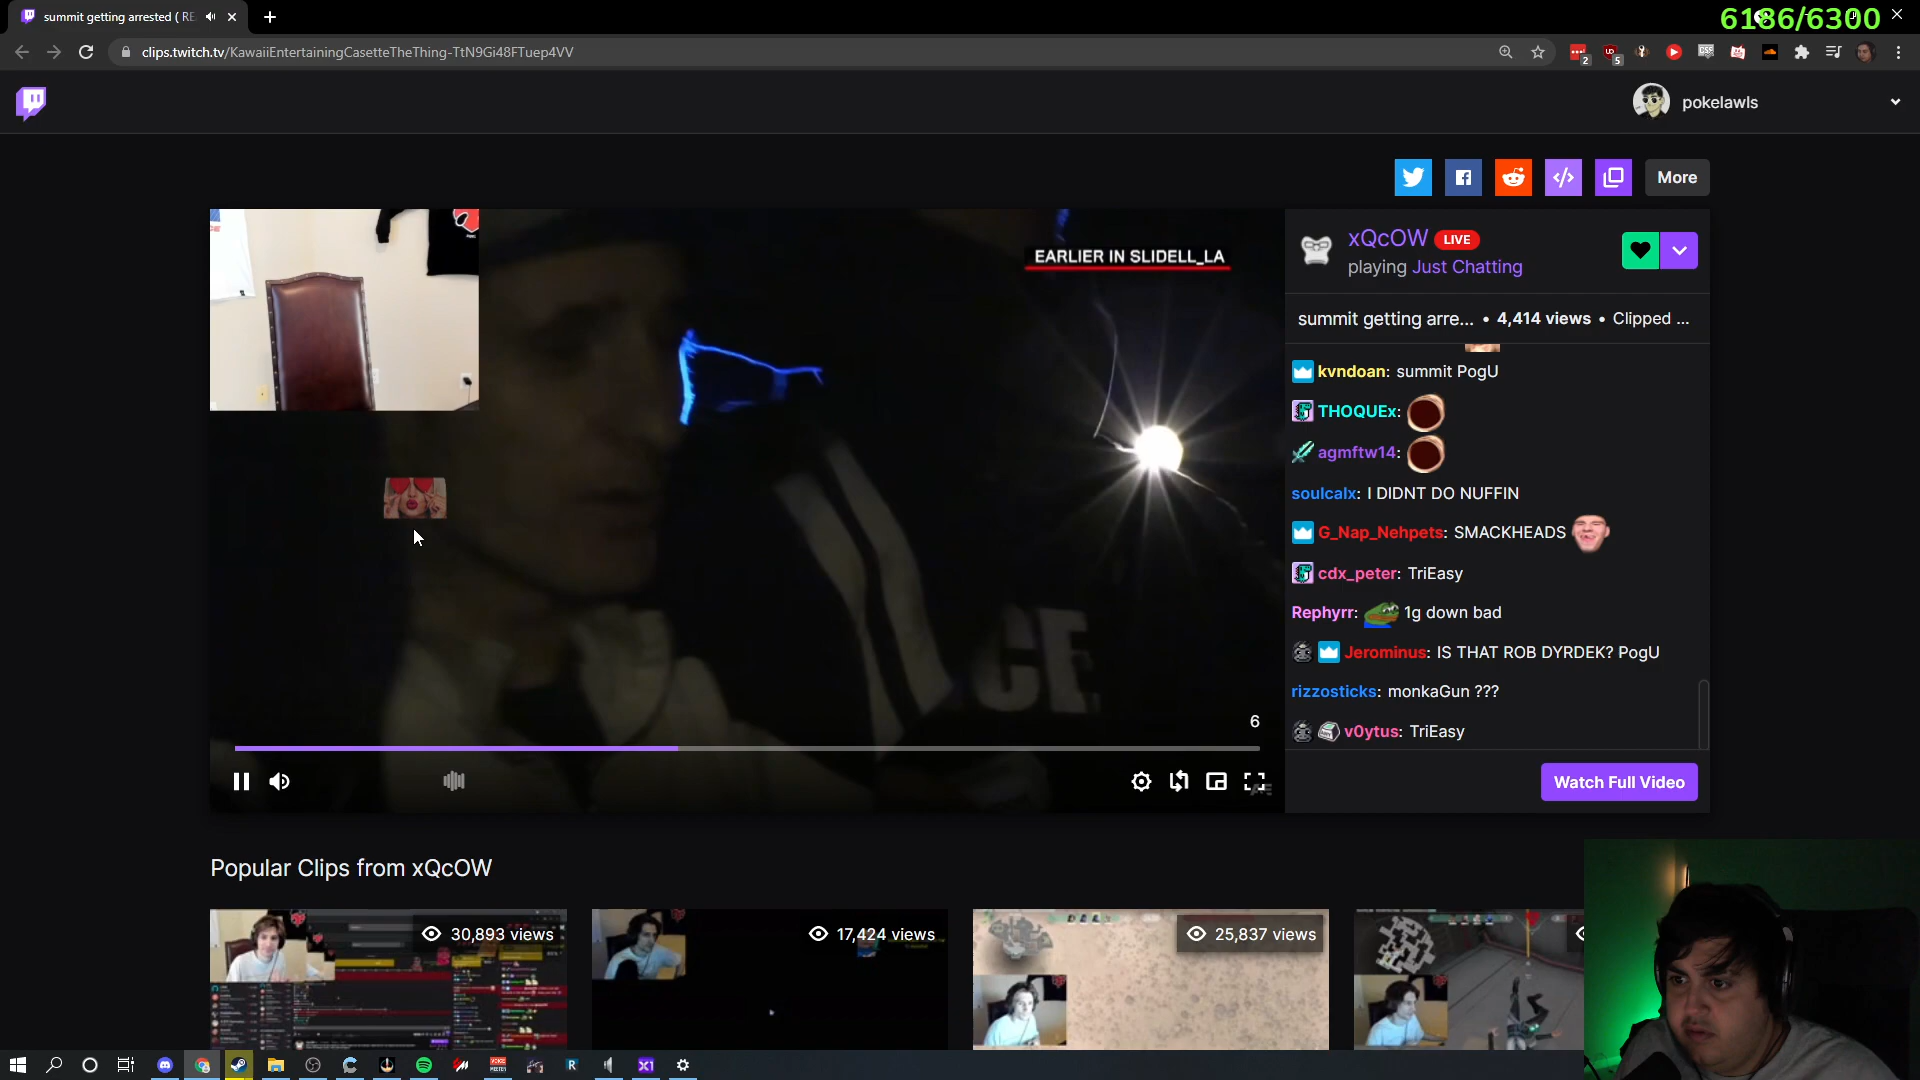 summit getting arrested ( RE
6186/6300
clips.twitch.tv/KawaiiEntertainingCasetteTheThing-TtN9Gi48FTuep4VV
2
5
pokelawls
More
EARLIER IN SLIDELL_LA
CE
6
xQcOW LIVE
playing Just Chatting
summit getting arre... • 4,414 views • Clipped ...
kvndoan: summit PogU
THOQUEx:
agmftw14:
soulcalx: I DIDNT DO NUFFIN
G_Nap_Nehpets: SMACKHEADS
cdx_peter: TriEasy
Rephyrr: 1g down bad
Jerominus: IS THAT ROB DYRDEK? PogU
rizzosticks: monkaGun ???
v0ytus: TriEasy
Watch Full Video
Popular Clips from xQcOW
30,893 views
17,424 views
25,837 views